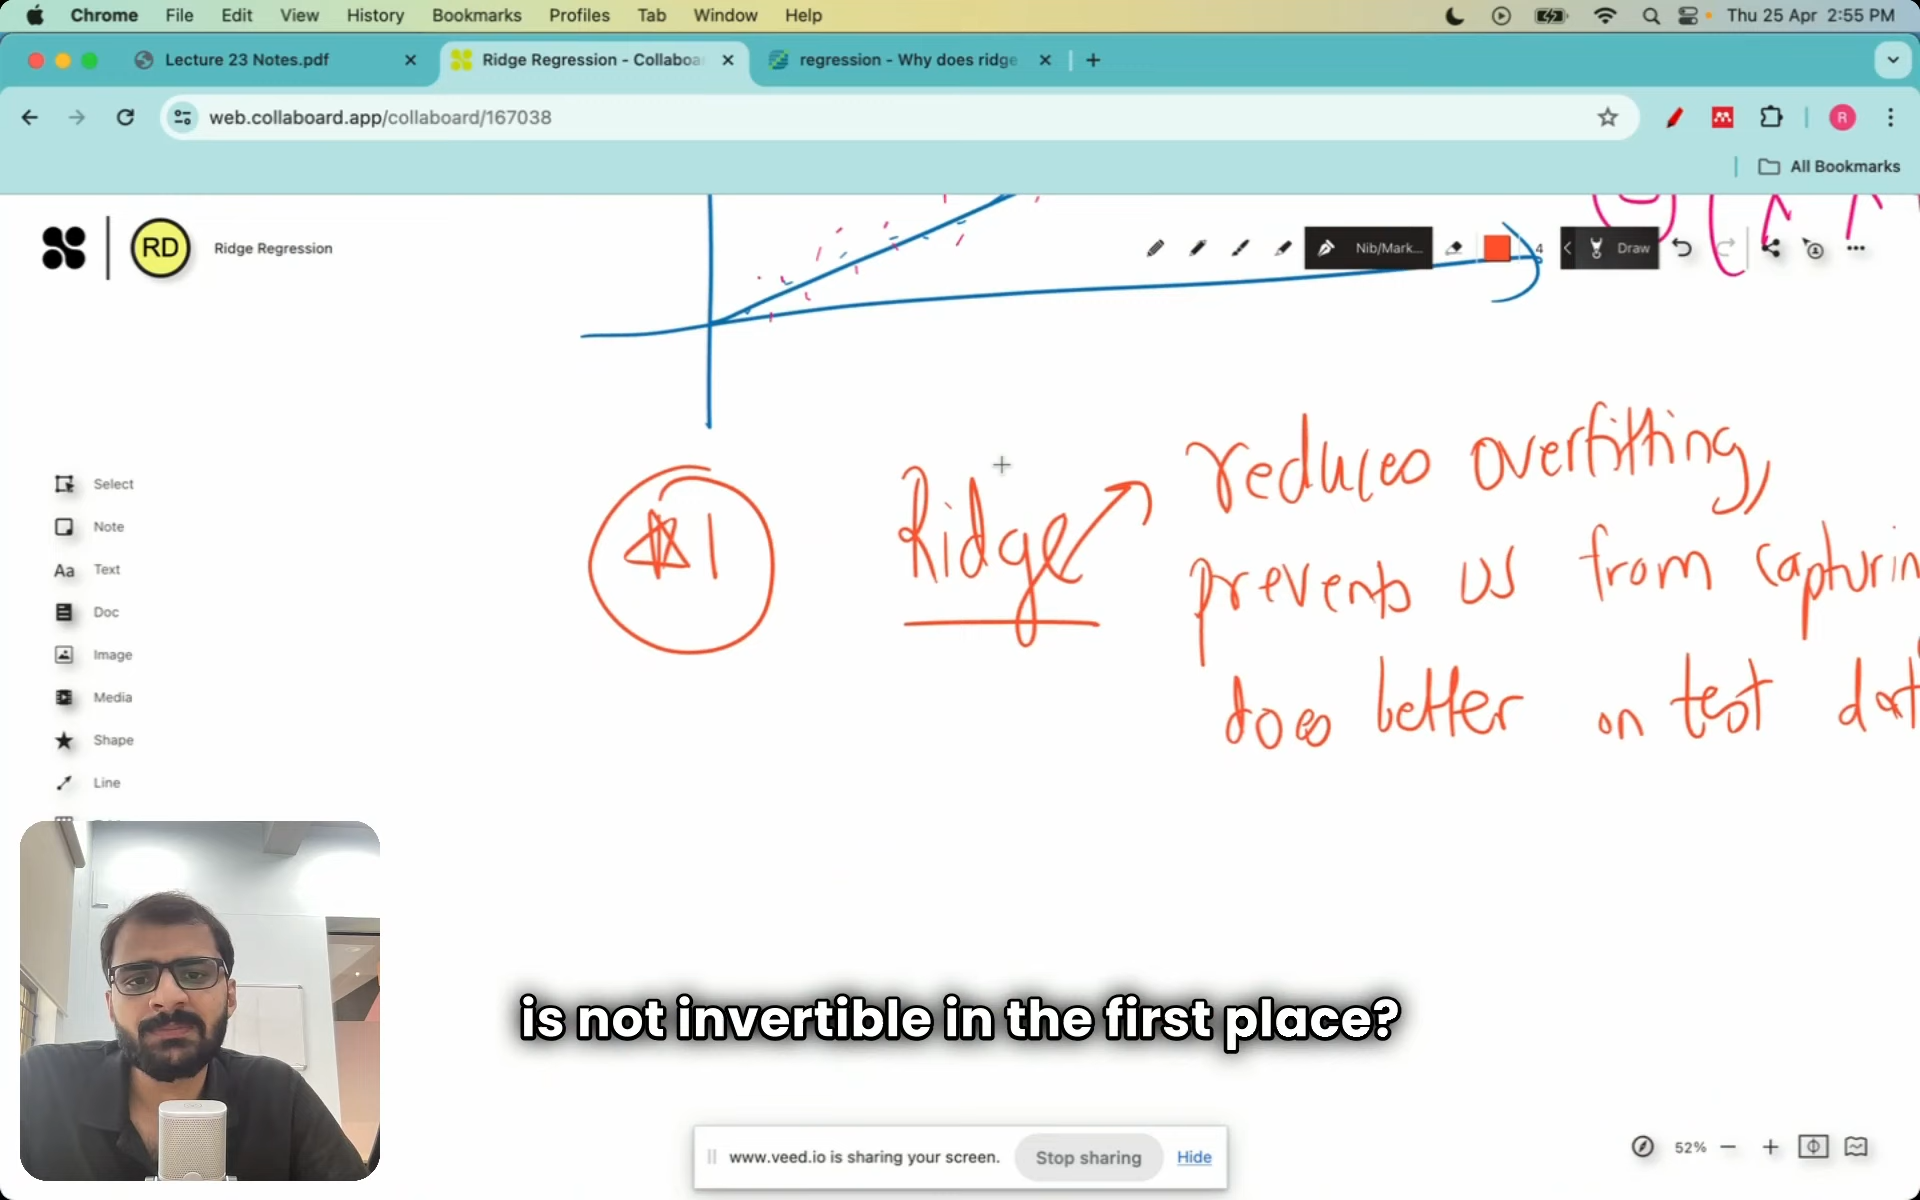 Chrome File Edit View History Bookmarks Profiles Tab Window Help Thu 25 Apr 2:55 PM
Lecture 23 Notes.pdf Ridge Regression - Collaboar regression - Why does ridge
web.collaboard.app/collaboard/167038 R
All Bookmarks
RD Ridge Regression Nib/Mark... 4 Draw
reduces overfitting,
Select
1 Ridge
Note
prevents us from capturin
Text
Doc
does better on test dat
Image
Media
Shape
Line
is not invertible in the first place?
www.veed.io is sharing your screen. Stop sharing Hide
52%